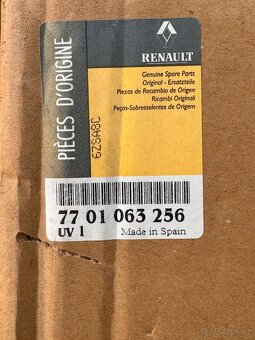 PIÈCES D'ORIGINE
RENAULT
Genuine Spare Parts
Original - Ersatzteile
Piezas de Recambio de Origen
Ricambi Originali
Peças-Sobresselentes de Origem
6ZSA8C
77 01 063 256
UV 1
Made in Spain